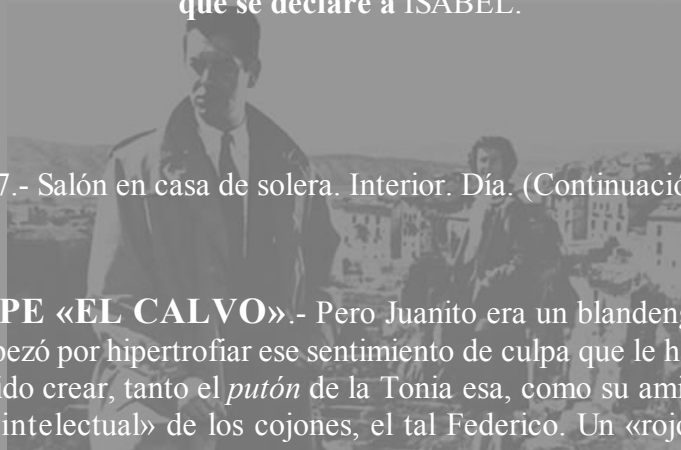 que se declare a ISABEL.
7.- Salón en casa de solera. Interior. Día. (Continuació
PE «EL CALVO».- Pero Juanito era un blandeng
pezó por hipertrofiar ese sentimiento de culpa que le h
ido crear, tanto el putón de la Tonia esa, como su ami
intelectual» de los cojones, el tal Federico. Un «rojo